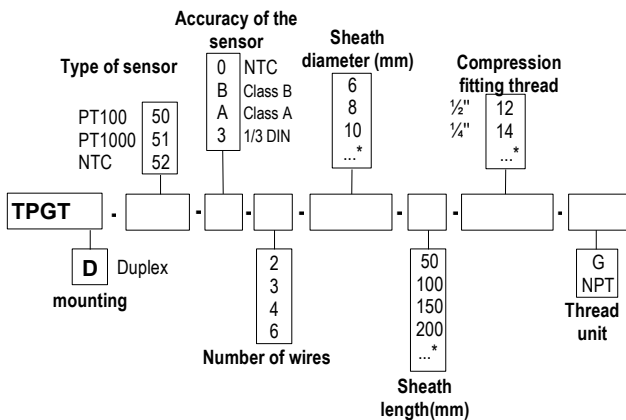 Accuracy of the
sensor
Type of sensor
0 NTC
B Class B
A Class A
3 1/3 DIN
PT100 50
PT1000 51
NTC 52
Sheath
diameter (mm)
6
8
10
...*
Compression
fitting thread
½" 12
¼" 14
...*
TPGT - - - - - -
D Duplex
mounting
2
3
4
6
Number of wires
50
100
150
200
...*
Sheath
length(mm)
G
NPT
Thread
unit